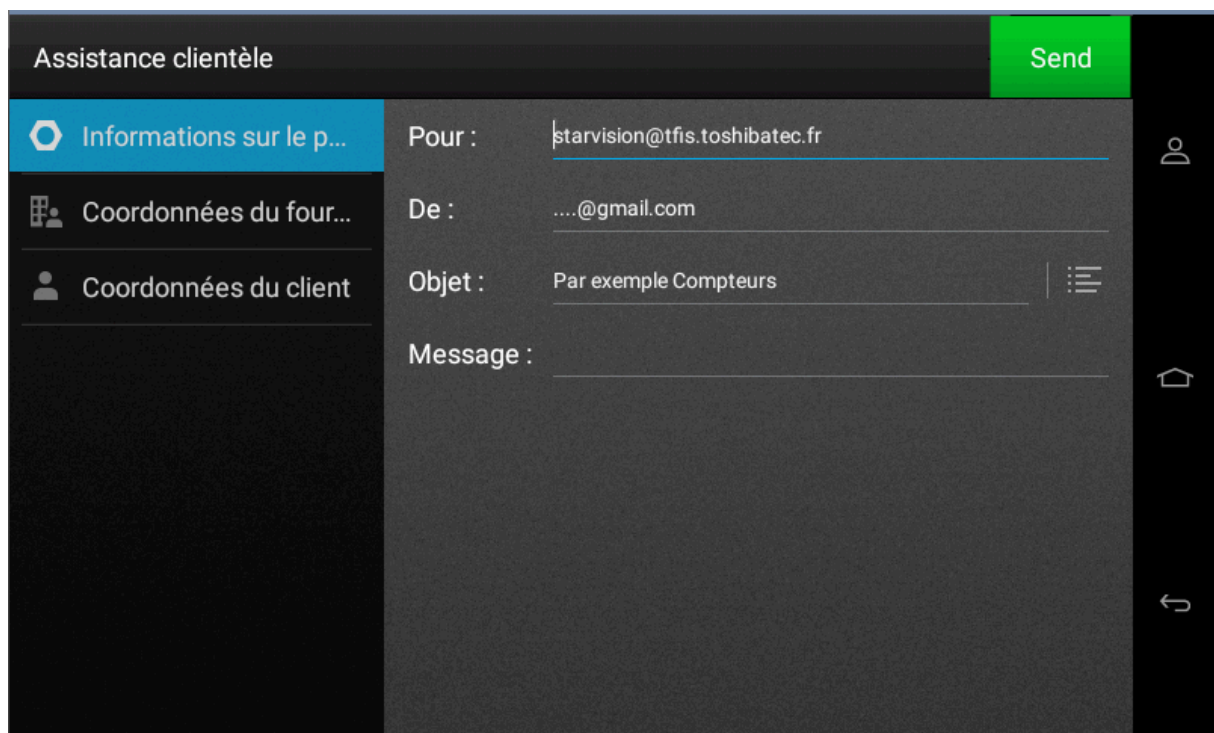 Assistance clientèle
Send
Informations sur le p...
Coordonnées du four...
Coordonnées du client
Pour : starvision@tfis.toshibatec.fr
De : ....@gmail.com
Objet : Par exemple Compteurs
Message :